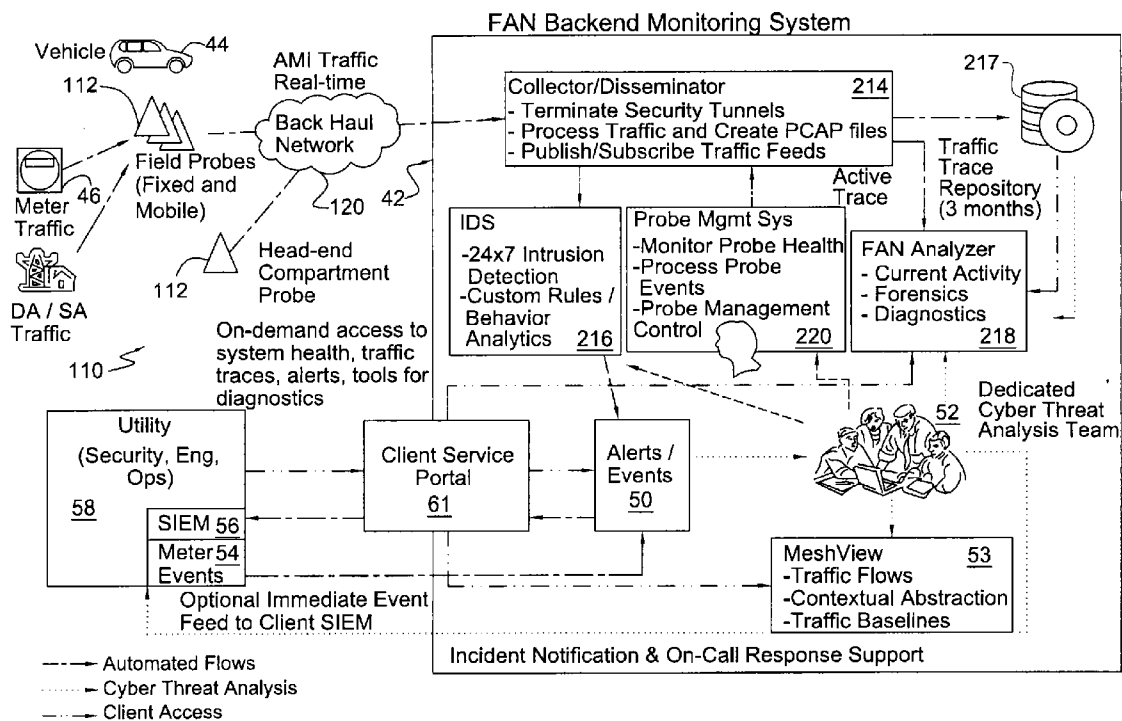 FAN Backend Monitoring System
Vehicle
44
112
AMI Traffic
Real-time
Back Haul
Network
Field Probes
(Fixed and
Mobile)
46
Meter
Traffic
120
42
112
Head-end
Compartment
Probe
DA / SA
Traffic
110
Collector/Disseminator 214
- Terminate Security Tunnels
- Process Traffic and Create PCAP files
- Publish/Subscribe Traffic Feeds
217
Traffic
Trace
Repository
(3 months)
Active
Trace
IDS
-24x7 Intrusion
Detection
-Custom Rules /
Behavior
Analytics 216
Probe Mgmt Sys
-Monitor Probe Health
-Process Probe
Events
-Probe Management
Control
220
FAN Analyzer
- Current Activity
- Forensics
- Diagnostics
218
On-demand access to
system health, traffic
traces, alerts, tools for
diagnostics
Utility
(Security, Eng,
Ops)
58
SIEM 56
Meter 54
Events
Client Service
Portal
61
Alerts /
Events
50
52
Dedicated
Cyber Threat
Analysis Team
MeshView 53
-Traffic Flows
-Contextual Abstraction
-Traffic Baselines
Optional Immediate Event
Feed to Client SIEM
Incident Notification & On-Call Response Support
Automated Flows
Cyber Threat Analysis
Client Access